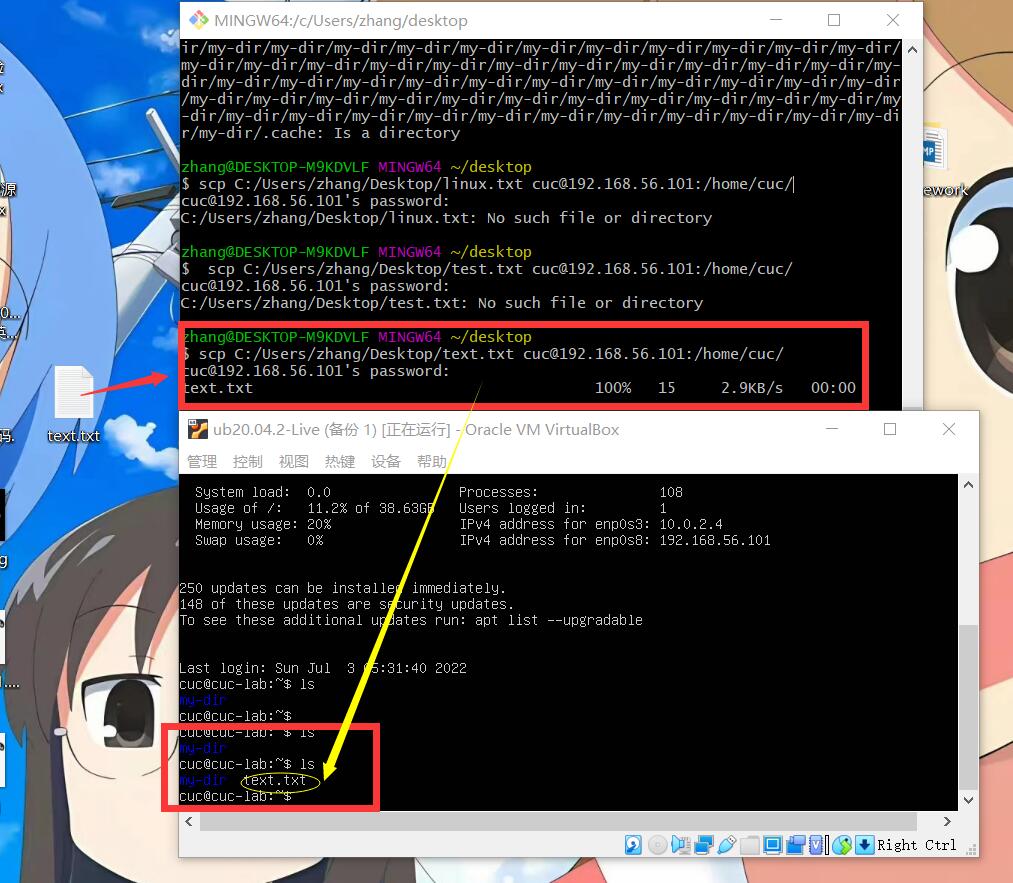 MINGW64:/c/Users/zhang/desktop
ir/my-dir/my-dir/my-dir/my-dir/my-dir/my-dir/my-dir/my-dir/my-dir/my-dir/my-dir/
my-dir/my-dir/my-dir/my-dir/my-dir/my-dir/my-dir/my-dir/my-dir/my-dir/my-dir/my-
dir/my-dir/my-dir/my-dir/my-dir/my-dir/my-dir/my-dir/my-dir/my-dir/my-dir/my-dir
/my-dir/my-dir/my-dir/my-dir/my-dir/my-dir/my-dir/my-dir/my-dir/my-dir/my-dir/my
-dir/my-dir/my-dir/my-dir/my-dir/my-dir/my-dir/my-dir/my-dir/my-dir/my-dir/my-di
r/my-dir/.cache: Is a directory
zhang@DESKTOP-M9KDVLF MINGW64 ~/desktop
$ scp C:/Users/zhang/Desktop/linux.txt cuc@192.168.56.101:/home/cuc/
cuc@192.168.56.101's password:
C:/Users/zhang/Desktop/linux.txt: No such file or directory
zhang@DESKTOP-M9KDVLF MINGW64 ~/desktop
$  scp C:/Users/zhang/Desktop/test.txt cuc@192.168.56.101:/home/cuc/
cuc@192.168.56.101's password:
C:/Users/zhang/Desktop/test.txt: No such file or directory
zhang@DESKTOP-M9KDVLF MINGW64 ~/desktop
$ scp C:/Users/zhang/Desktop/text.txt cuc@192.168.56.101:/home/cuc/
cuc@192.168.56.101's password:
text.txt 100% 15 2.9KB/s 00:00
text.txt
ub20.04.2-Live (备份 1) [正在运行] - Oracle VM VirtualBox
管理 控制 视图 热键 设备 帮助
System load: 0.0 Processes: 108
Usage of /: 11.2% of 38.63GB Users logged in: 1
Memory usage: 20% IPv4 address for enp0s3: 10.0.2.4
Swap usage: 0% IPv4 address for enp0s8: 192.168.56.101
250 updates can be installed immediately.
148 of these updates are security updates.
To see these additional updates run: apt list --upgradable
Last login: Sun Jul 3 05:31:40 2022
cuc@cuc-lab:~$ ls
my-dir
cuc@cuc-lab:~$
cuc@cuc-lab:~$ ls
my-dir
cuc@cuc-lab:~$ ls
my-dir text.txt
cuc@cuc-lab:~$
Right Ctrl